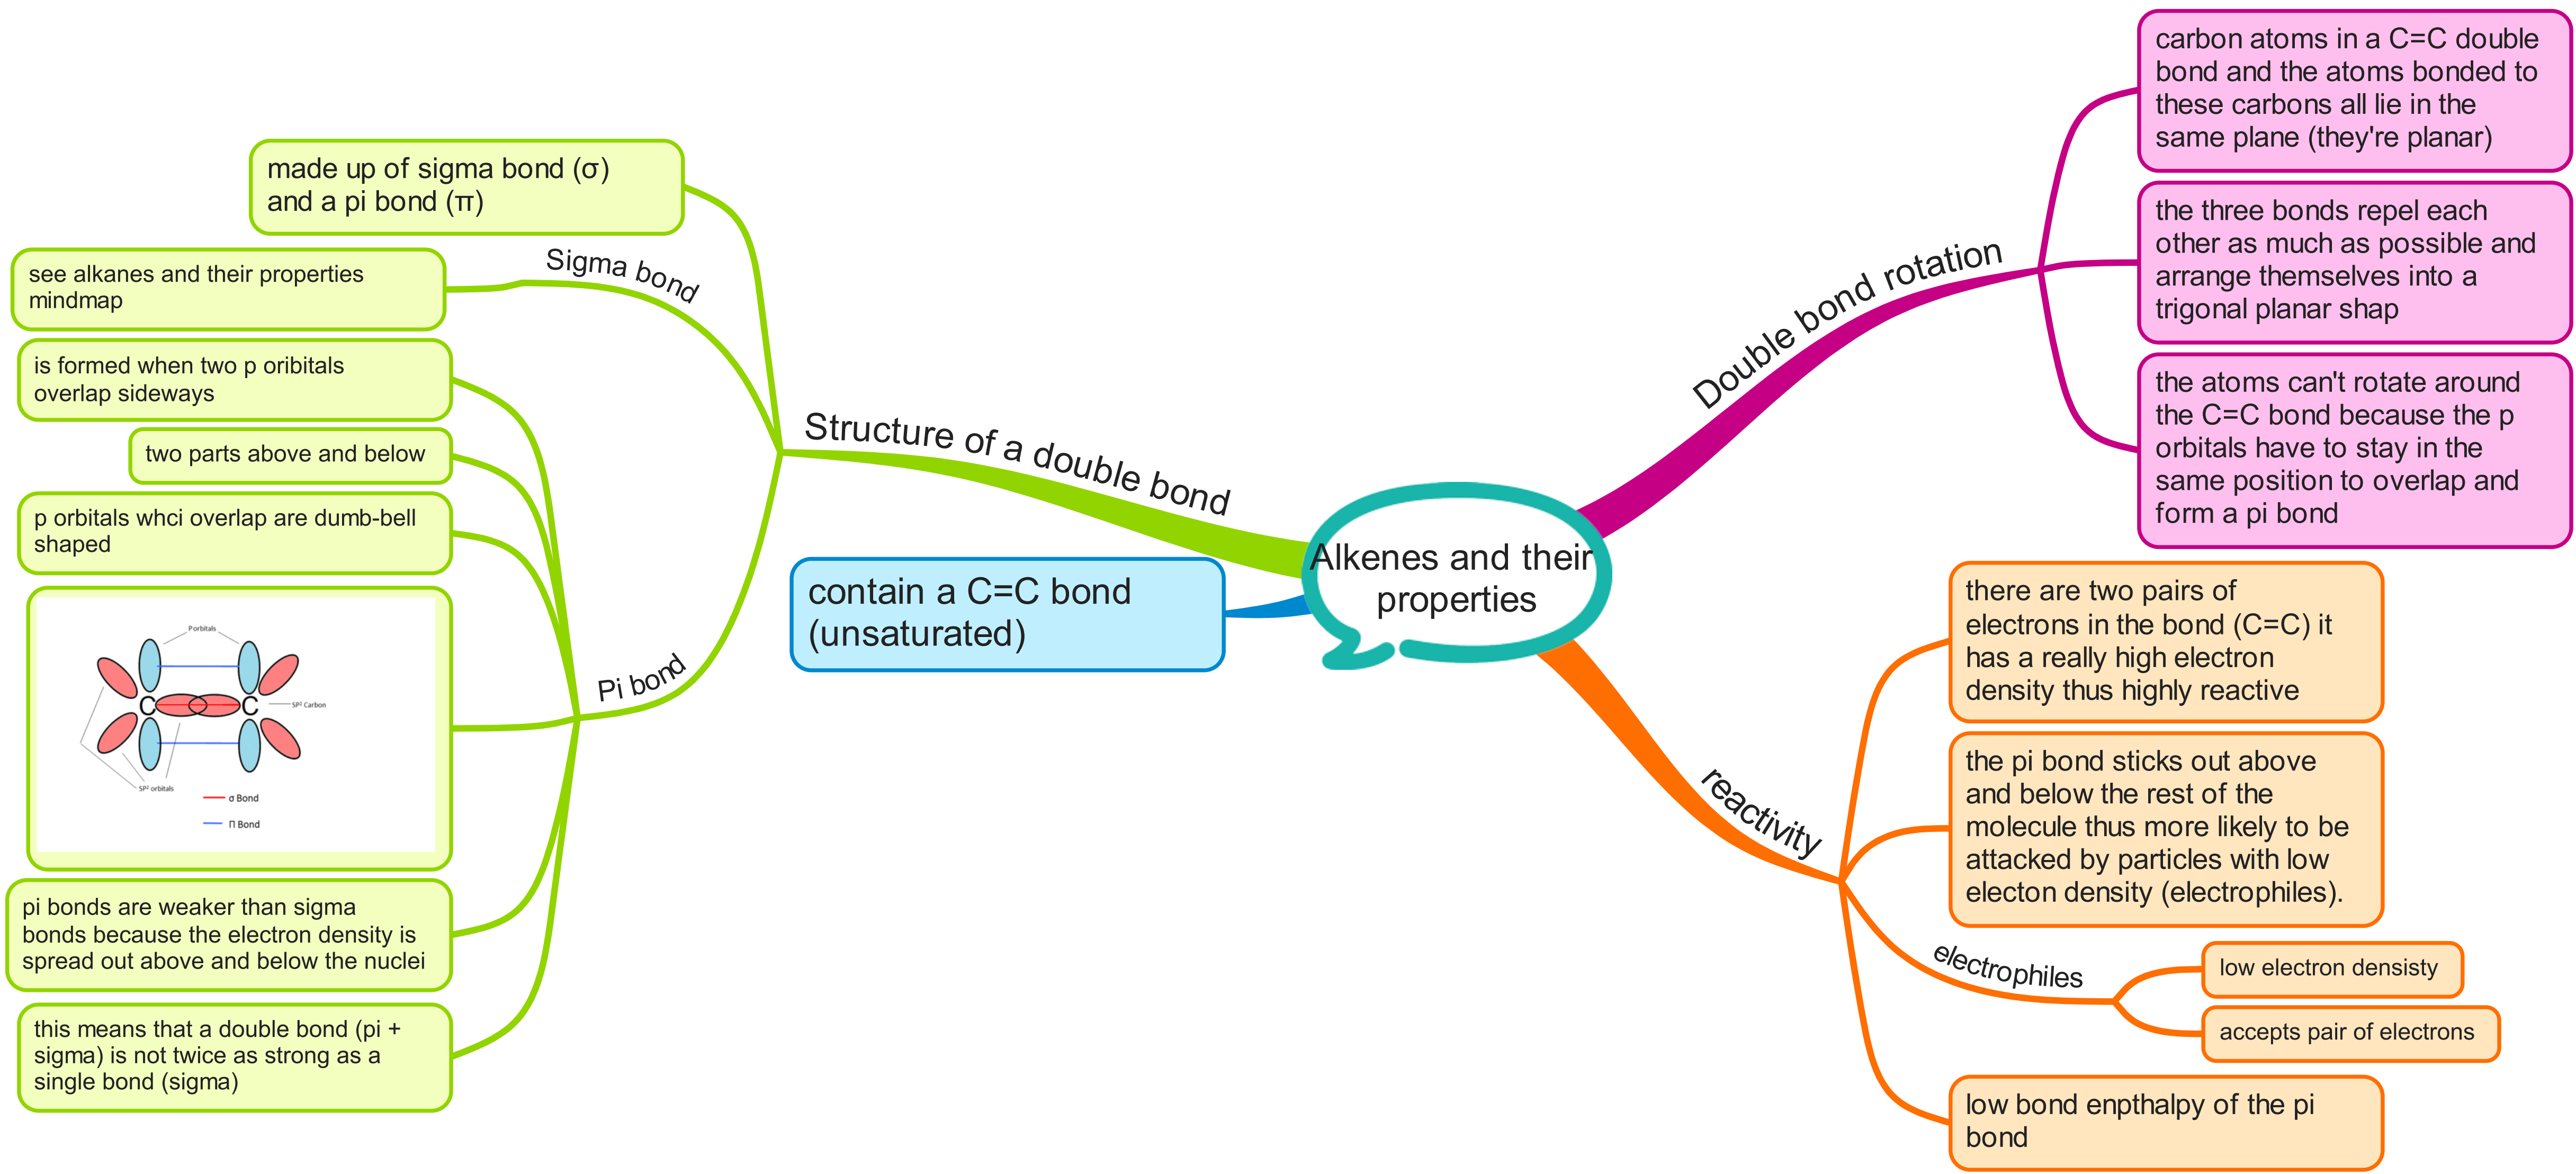 Alkenes and their
properties
Structure of a double bond
made up of sigma bond (σ)
and a pi bond (π)
Sigma bond
see alkanes and their properties
mindmap
Pi bond
is formed when two p oribitals
overlap sideways
two parts above and below
p orbitals whci overlap are dumb-bell
shaped
P orbitals
C
C
SP² Carbon
SP² orbitals
σ Bond
Π Bond
pi bonds are weaker than sigma
bonds because the electron density is
spread out above and below the nuclei
this means that a double bond (pi +
sigma) is not twice as strong as a
single bond (sigma)
contain a C=C bond
(unsaturated)
Double bond rotation
carbon atoms in a C=C double
bond and the atoms bonded to
these carbons all lie in the
same plane (they're planar)
the three bonds repel each
other as much as possible and
arrange themselves into a
trigonal planar shap
the atoms can't rotate around
the C=C bond because the p
orbitals have to stay in the
same position to overlap and
form a pi bond
reactivity
there are two pairs of
electrons in the bond (C=C) it
has a really high electron
density thus highly reactive
the pi bond sticks out above
and below the rest of the
molecule thus more likely to be
attacked by particles with low
electon density (electrophiles).
electrophiles
low electron densisty
accepts pair of electrons
low bond enpthalpy of the pi
bond